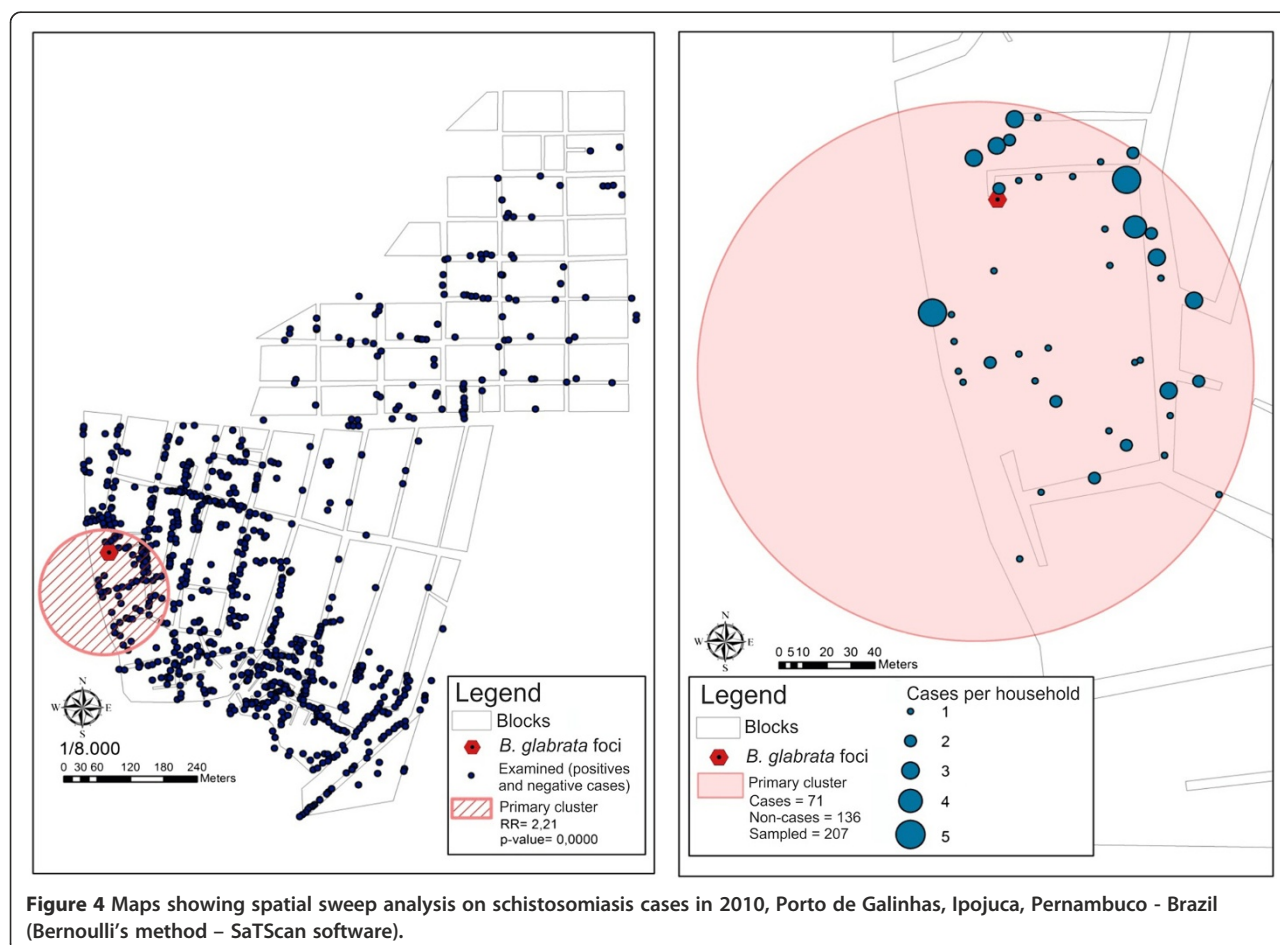 N
W E
S
1/8.000
0 30 60 120 180 240
Meters
Legend
Blocks
B. glabrata foci
Examined (positives
and negative cases)
Primary cluster
RR= 2,21
p-value= 0,0000
N
W E
S
0 5 10 20 30 40
Meters
Legend
Blocks
B. glabrata foci
Primary cluster
Cases = 71
Non-cases = 136
Sampled = 207
Cases per household
1
2
3
4
5
Figure 4 Maps showing spatial sweep analysis on schistosomiasis cases in 2010, Porto de Galinhas, Ipojuca, Pernambuco - Brazil
(Bernoulli's method – SaTScan software).